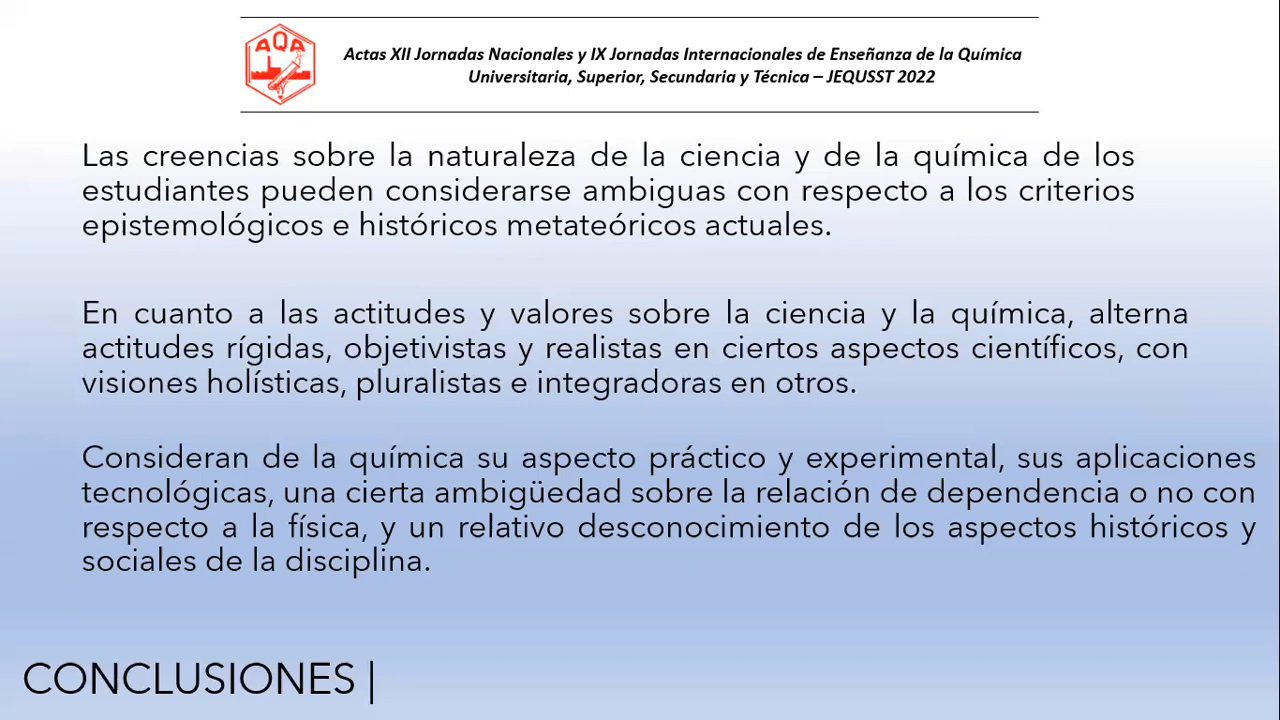 AQA
Actas XII Jornadas Nacionales y IX Jornadas Internacionales de Enseñanza de la Química
Universitaria, Superior, Secundaria y Técnica – JEQUSST 2022
Las creencias sobre la naturaleza de la ciencia y de la química de los
estudiantes pueden considerarse ambiguas con respecto a los criterios
epistemológicos e históricos metateóricos actuales.
En cuanto a las actitudes y valores sobre la ciencia y la química, alterna
actitudes rígidas, objetivistas y realistas en ciertos aspectos científicos, con
visiones holísticas, pluralistas e integradoras en otros.
Consideran de la química su aspecto práctico y experimental, sus aplicaciones
tecnológicas, una cierta ambigüedad sobre la relación de dependencia o no con
respecto a la física, y un relativo desconocimiento de los aspectos históricos y
sociales de la disciplina.
CONCLUSIONES |